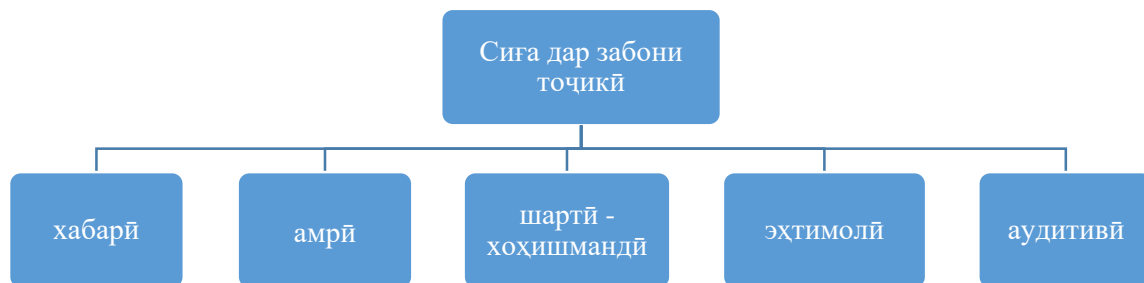 Сиға дар забони
тоҷикӣ
хабарӣ
амрӣ
шартӣ -
хоҳишмандӣ
эҳтимолӣ
аудитивӣ